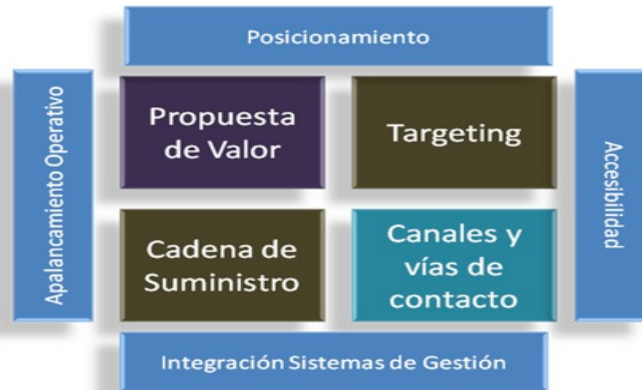 Posicionamiento
Apalancamiento Operativo
Propuesta
de Valor
Targeting
Accesibilidad
Cadena de
Suministro
Canales y
vías de
contacto
Integración Sistemas de Gestión